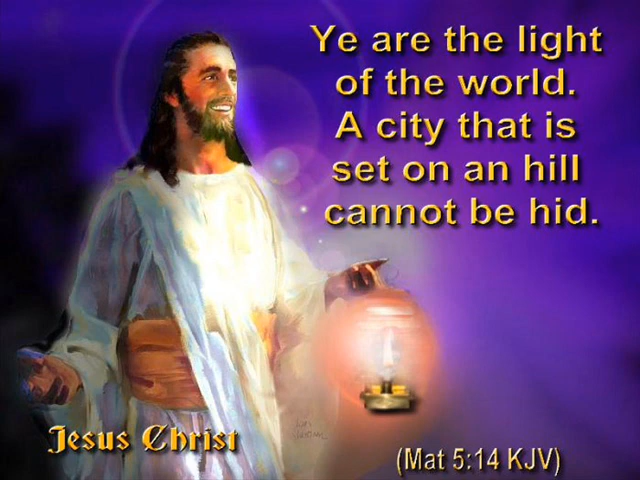 Ye are the light
of the world.
A city that is
set on an hill
cannot be hid.
Jesus Christ
(Mat 5:14 KJV)